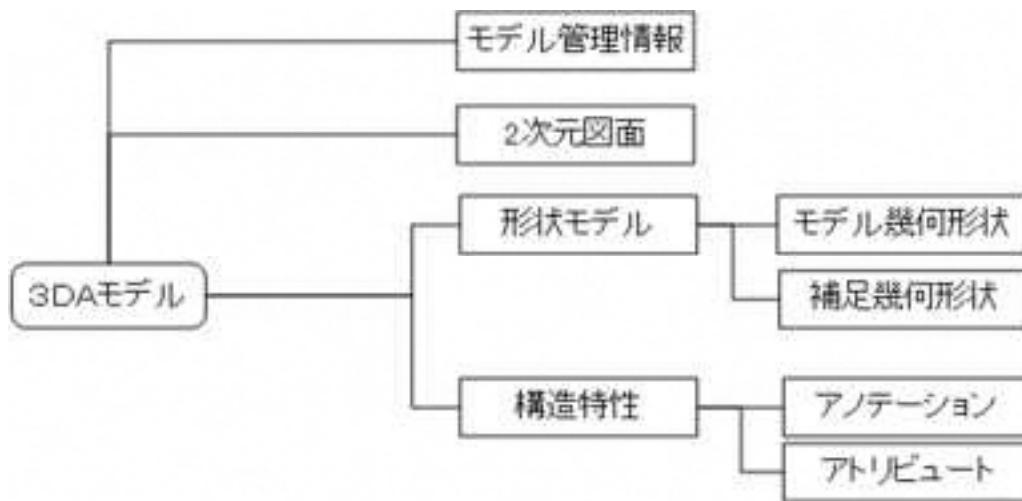 モデル管理情報
2次元図面
形状モデル
モデル幾何形状
3DAモデル
補足幾何形状
構造特性
アノテーション
アトリビュート